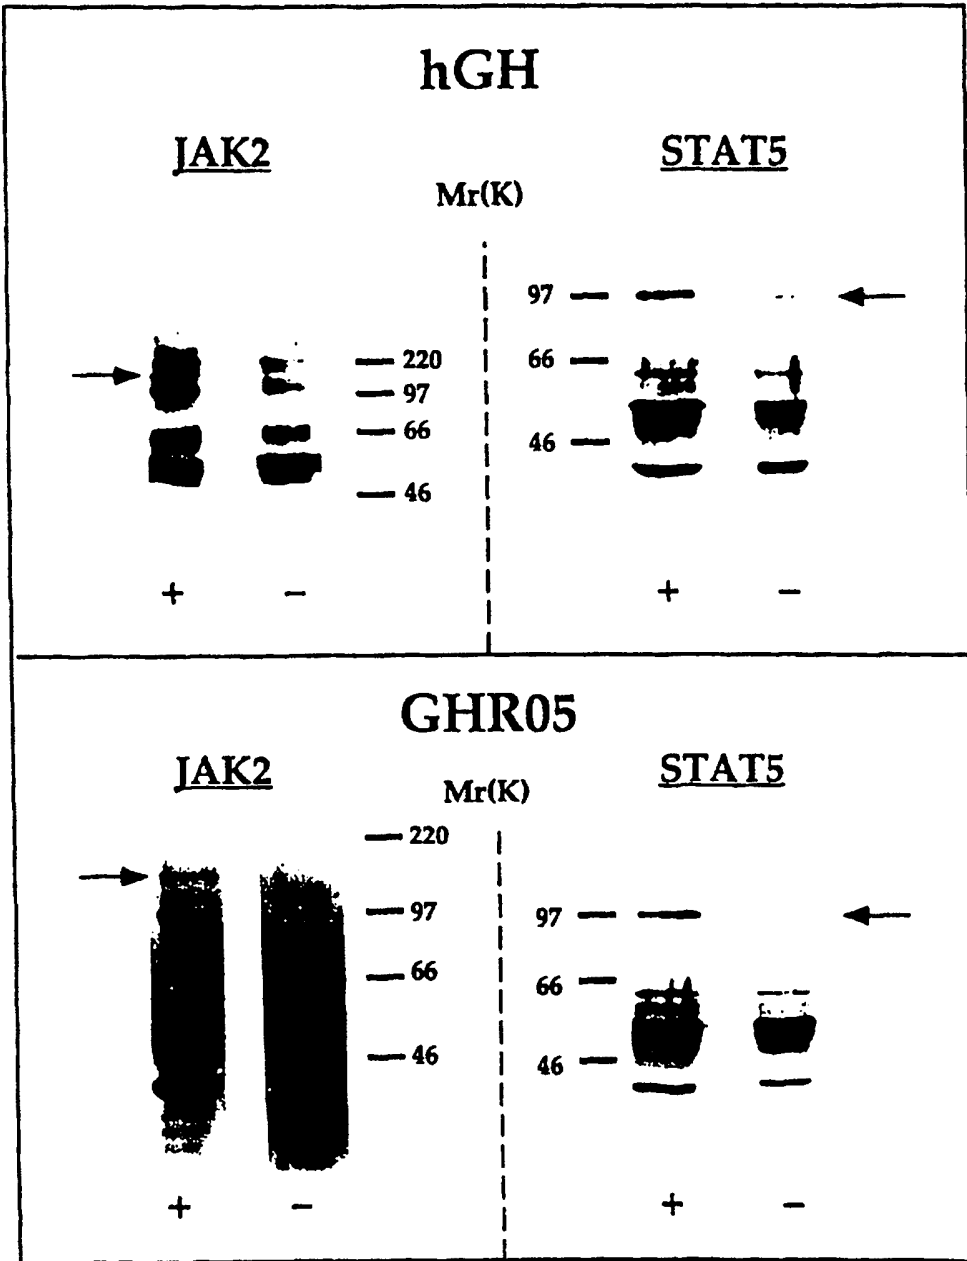 hGH
JAK2
STAT5
Mr(K)
97
220
66
97
66
46
46
+ −
+ −
GHR05
JAK2
STAT5
Mr(K)
220
97
97
66
66
46
46
+ −
+ −